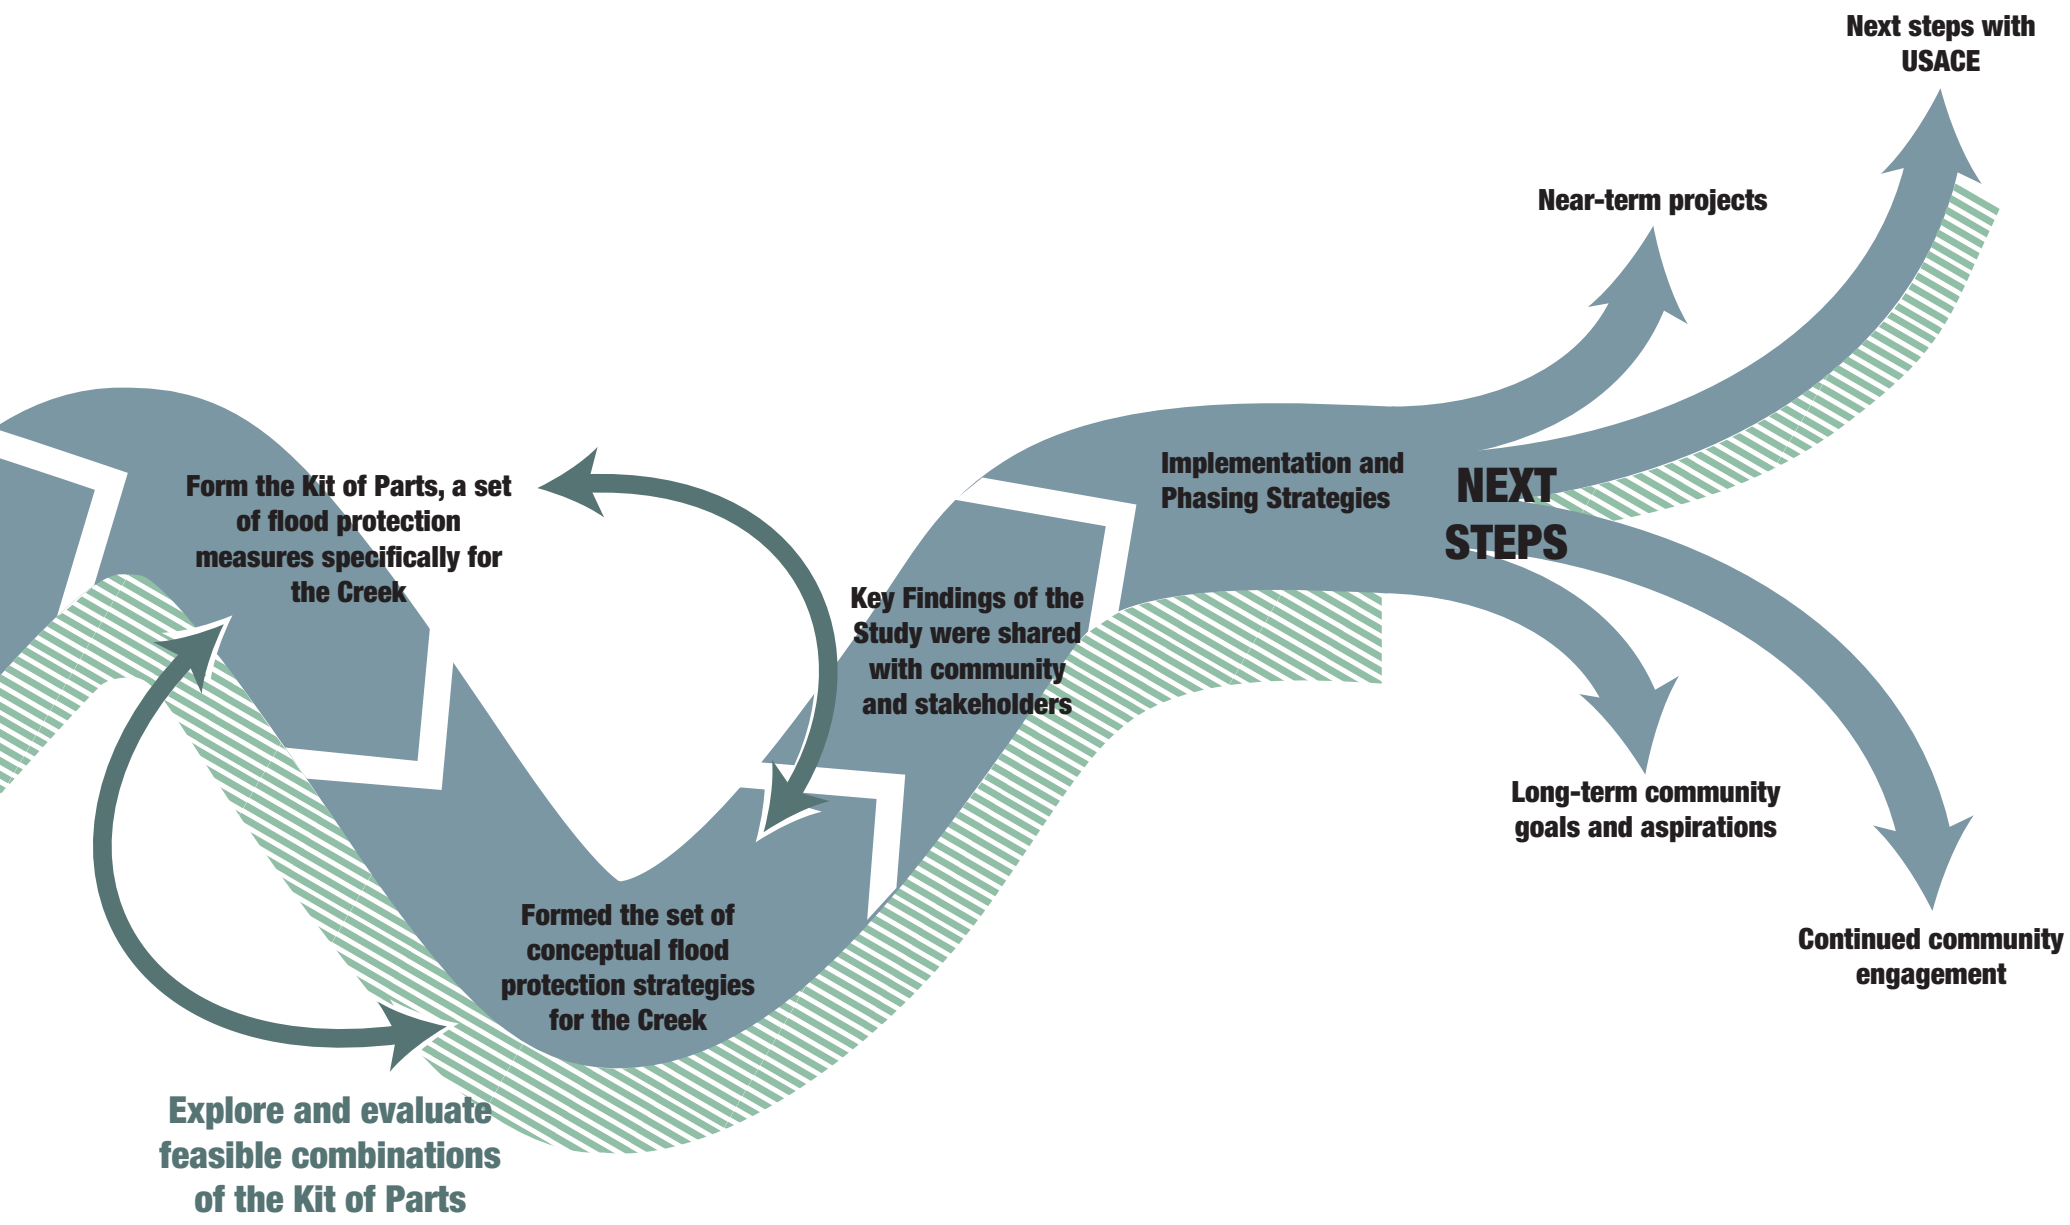 Form the Kit of Parts, a set
of flood protection
measures specifically for
the Creek
Explore and evaluate
feasible combinations
of the Kit of Parts
Formed the set of
conceptual flood
protection strategies
for the Creek
Key Findings of the
Study were shared
with community
and stakeholders
Implementation and
Phasing Strategies
NEXT
STEPS
Near-term projects
Next steps with
USACE
Long-term community
goals and aspirations
Continued community
engagement